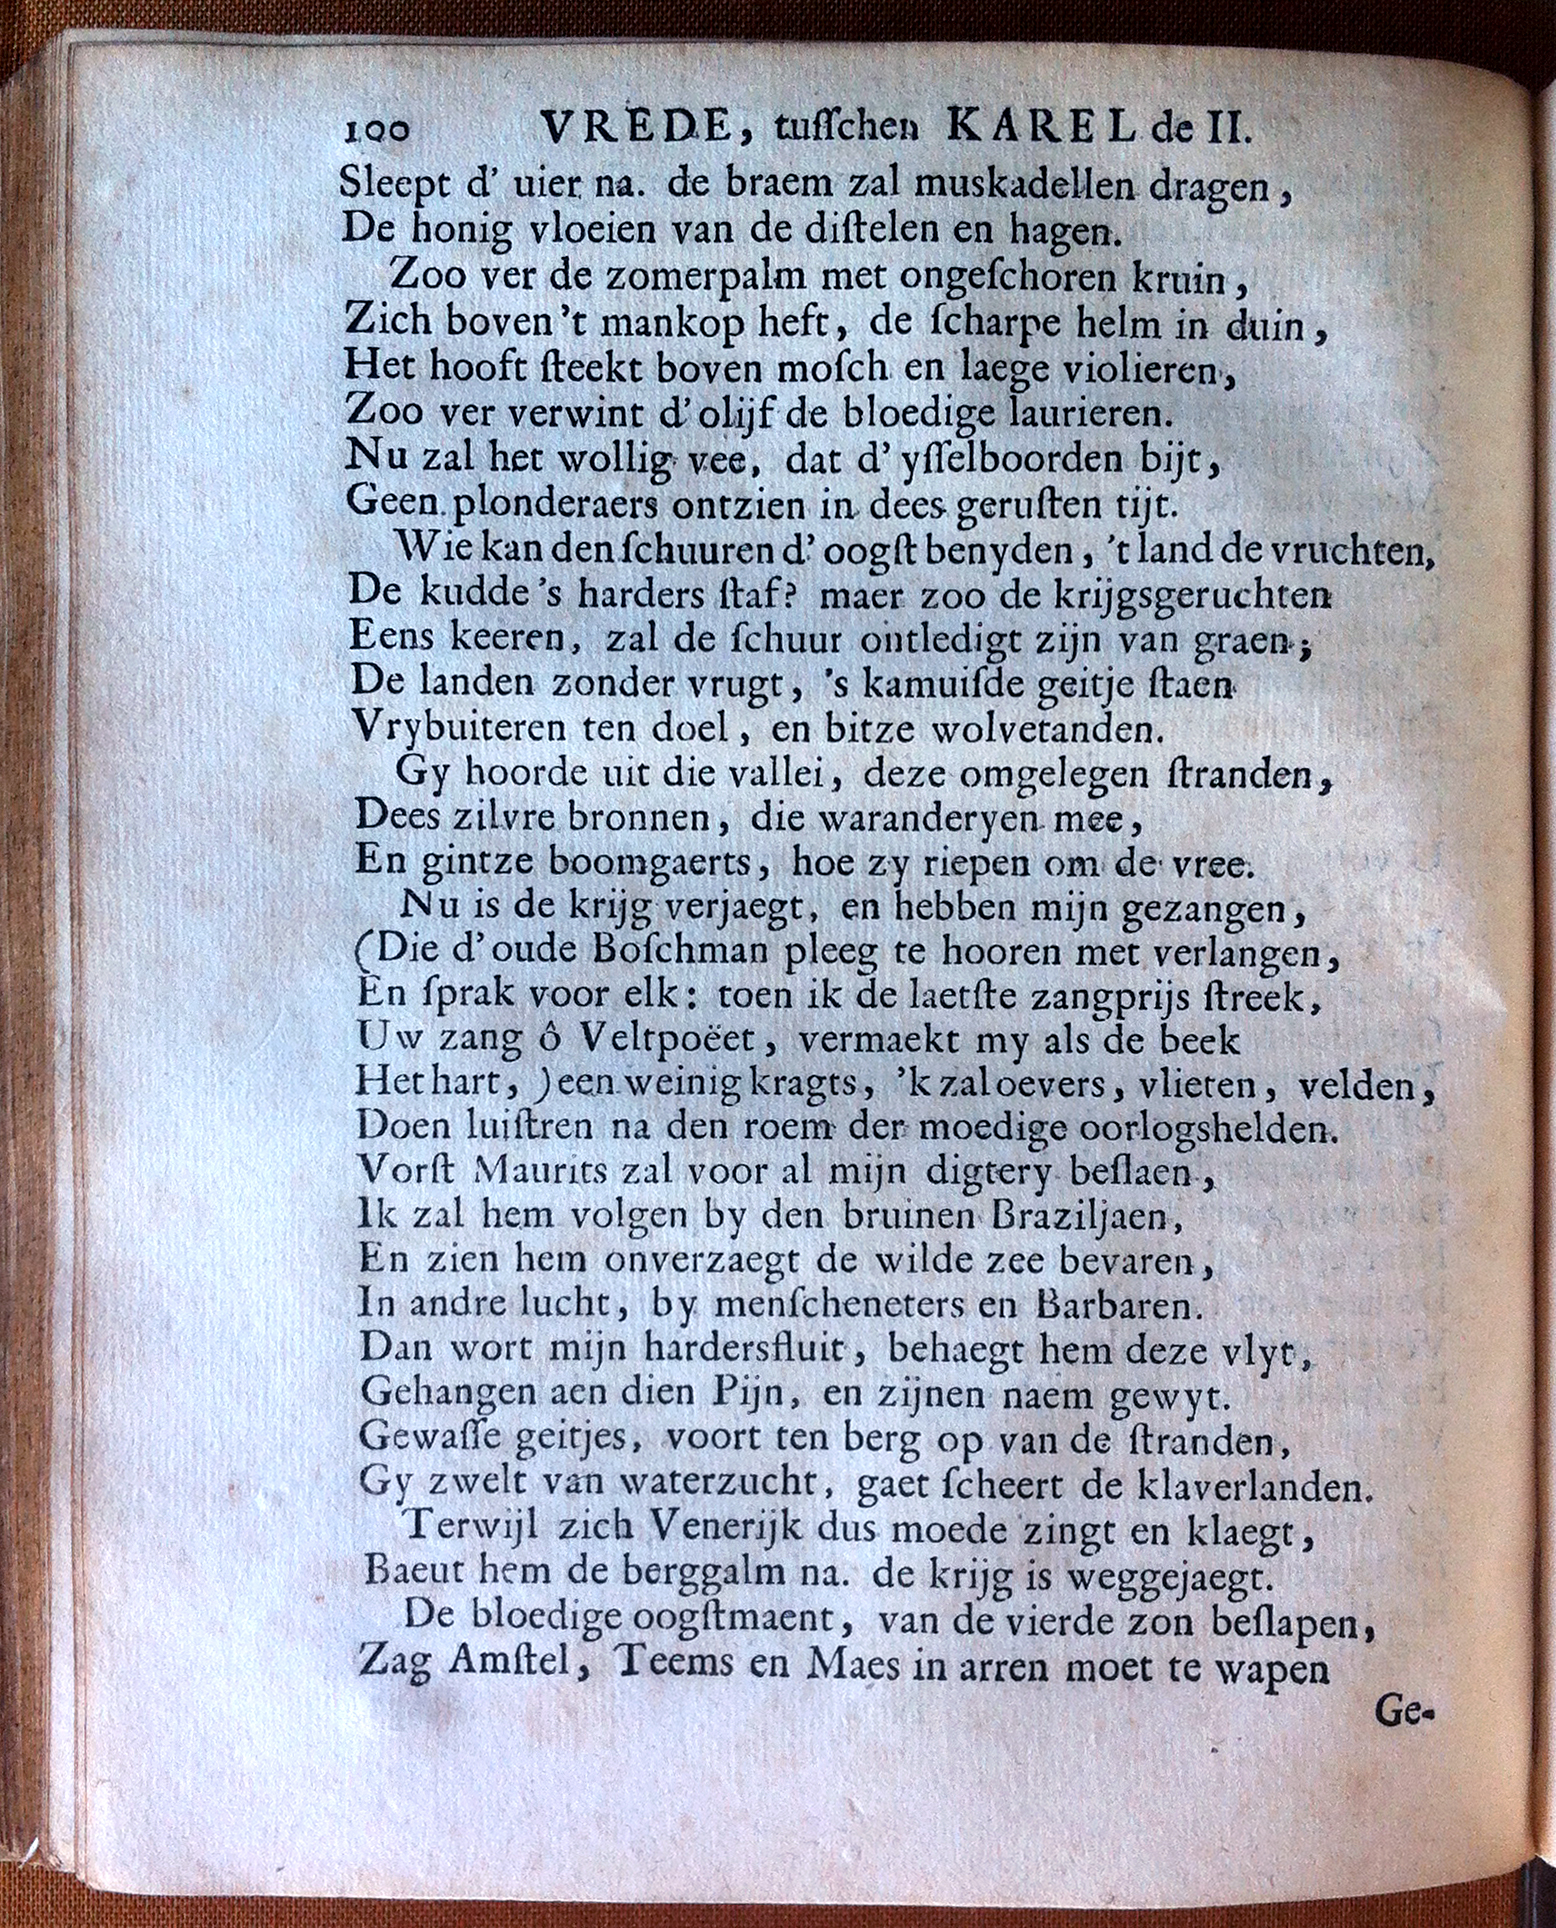 100 VREDE, tuſſchen KAREL de II.
Sleept d' uier na. de braem zal muskadellen dragen,
De honig vloeien van de diſtelen en hagen.
Zoo ver de zomerpalm met ongeſchoren kruin,
Zich boven 't mankop heft, de ſcharpe helm in duin,
Het hooft ſteekt boven moſch en laege violieren,
Zoo ver verwint d' olijf de bloedige laurieren.
Nu zal het wollig vee, dat d' yſſelboorden bijt,
Geen plonderaers ontzien in dees geruſten tijt.
Wie kan den ſchuuren d' oogſt benyden, 't land de vruchten,
De kudde 's harders ſtaf? maer zoo de krijgsgeruchten
Eens keeren, zal de ſchuur ontledigt zijn van graen;
De landen zonder vrugt, 's kamuiſde geitje ſtaen
Vrybuiteren ten doel, en bitze wolvetanden.
Gy hoorde uit die vallei, deze omgelegen ſtranden,
Dees zilvre bronnen, die waranderyen mee,
En gintze boomgaerts, hoe zy riepen om de vree.
Nu is de krijg verjaegt, en hebben mijn gezangen,
(Die d' oude Boſchman pleeg te hooren met verlangen,
En ſprak voor elk: toen ik de laetſte zangprijs ſtreek,
Uw zang ô Veltpoëet, vermaekt my als de beek
Het hart,) een weinig kragts, 'k zal oevers, vlieten, velden,
Doen luiſtren na den roem der moedige oorlogshelden.
Vorſt Maurits zal voor al mijn digtery beſlaen,
Ik zal hem volgen by den bruinen Braziljaen,
En zien hem onverzaegt de wilde zee bevaren,
In andre lucht, by menſcheneters en Barbaren.
Dan wort mijn hardersfluit, behaegt hem deze vlyt,
Gehangen aen dien Pijn, en zijnen naem gewyt.
Gewaſſe geitjes, voort ten berg op van de ſtranden,
Gy zwelt van waterzucht, gaet ſcheert de klaverlanden.
Terwijl zich Venerijk dus moede zingt en klaegt,
Baeut hem de berggalm na. de krijg is weggejaegt.
De bloedige oogſtmaent, van de vierde zon beſlapen,
Zag Amſtel, Teems en Maes in arren moet te wapen
Ge-